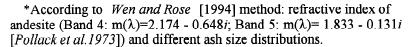 *According to Wen and Rose [1994] method: refractive index of
andesite (Band 4: m(λ)=2.174 - 0.648i; Band 5: m(λ)= 1.833 - 0.131i
[Pollack et al.1973]) and different ash size distributions.